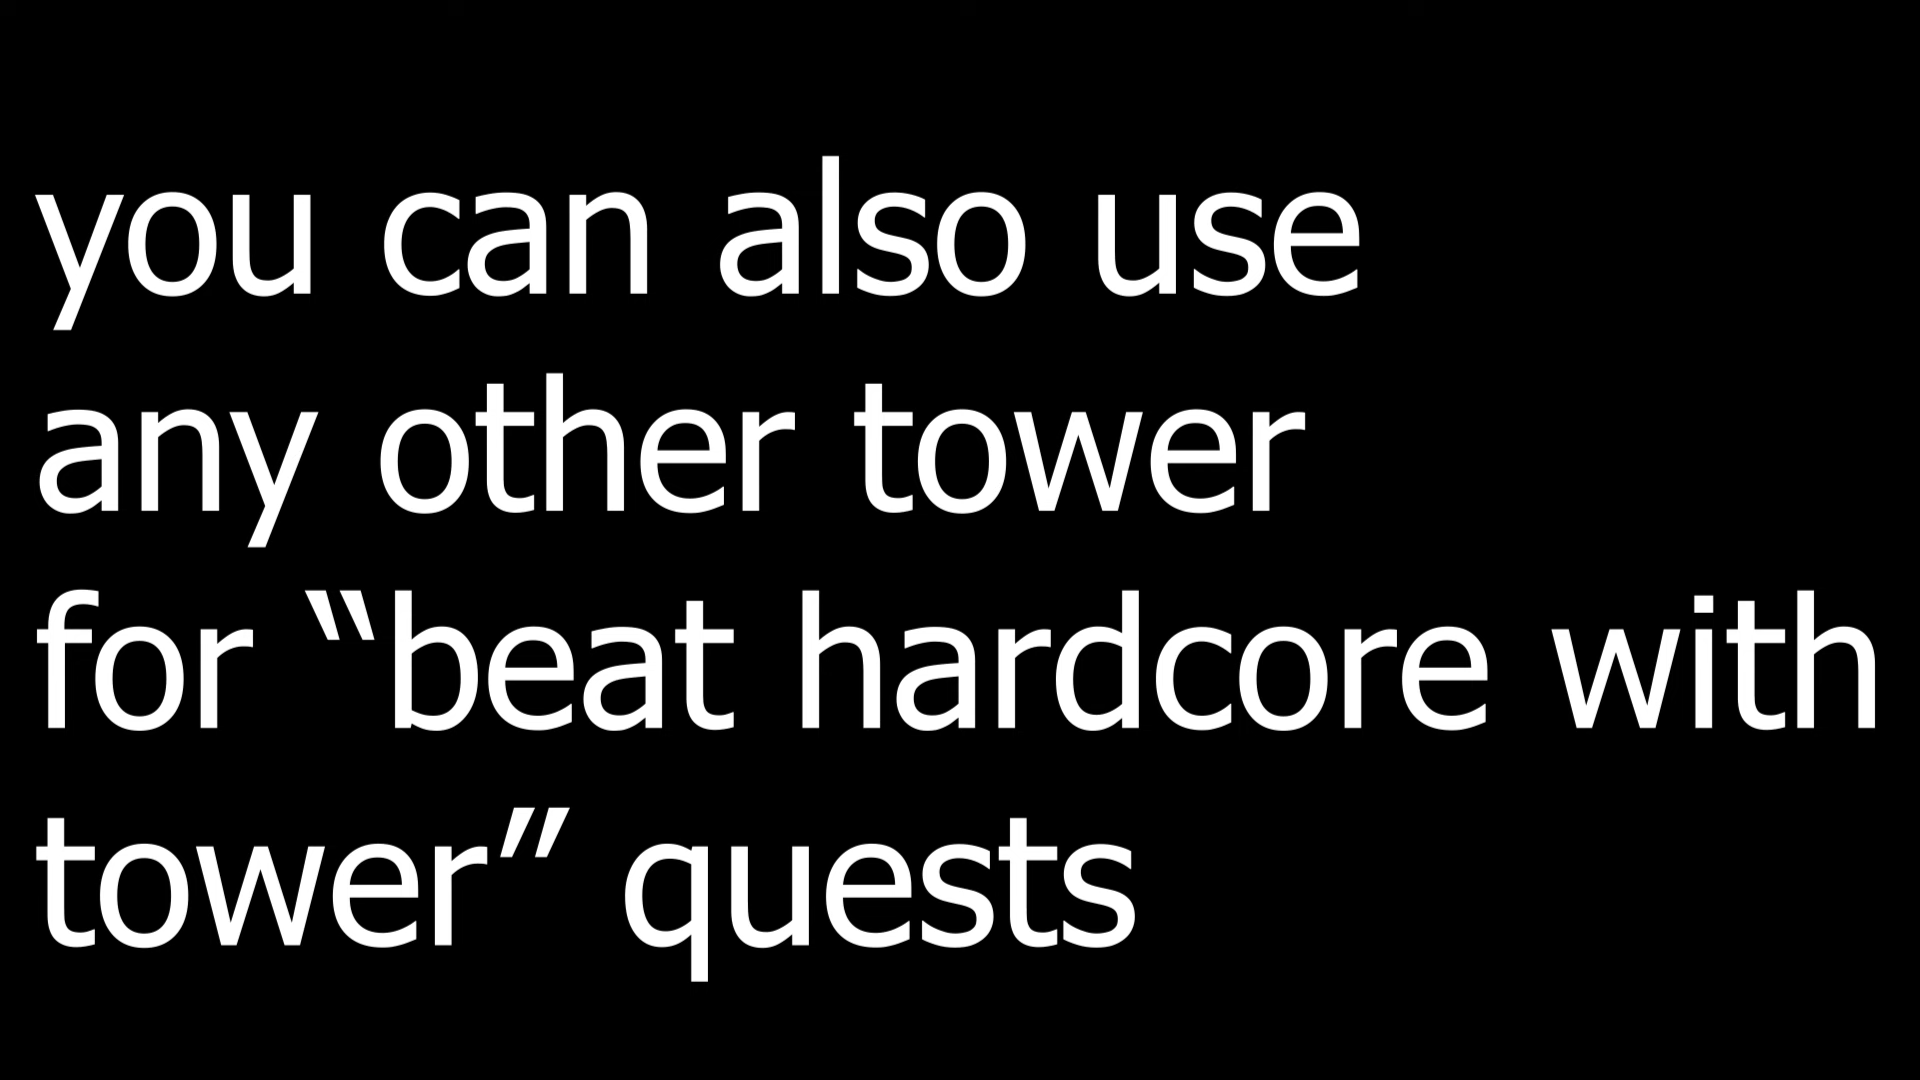 you can also use
any other tower
for “beat hardcore with
tower” quests